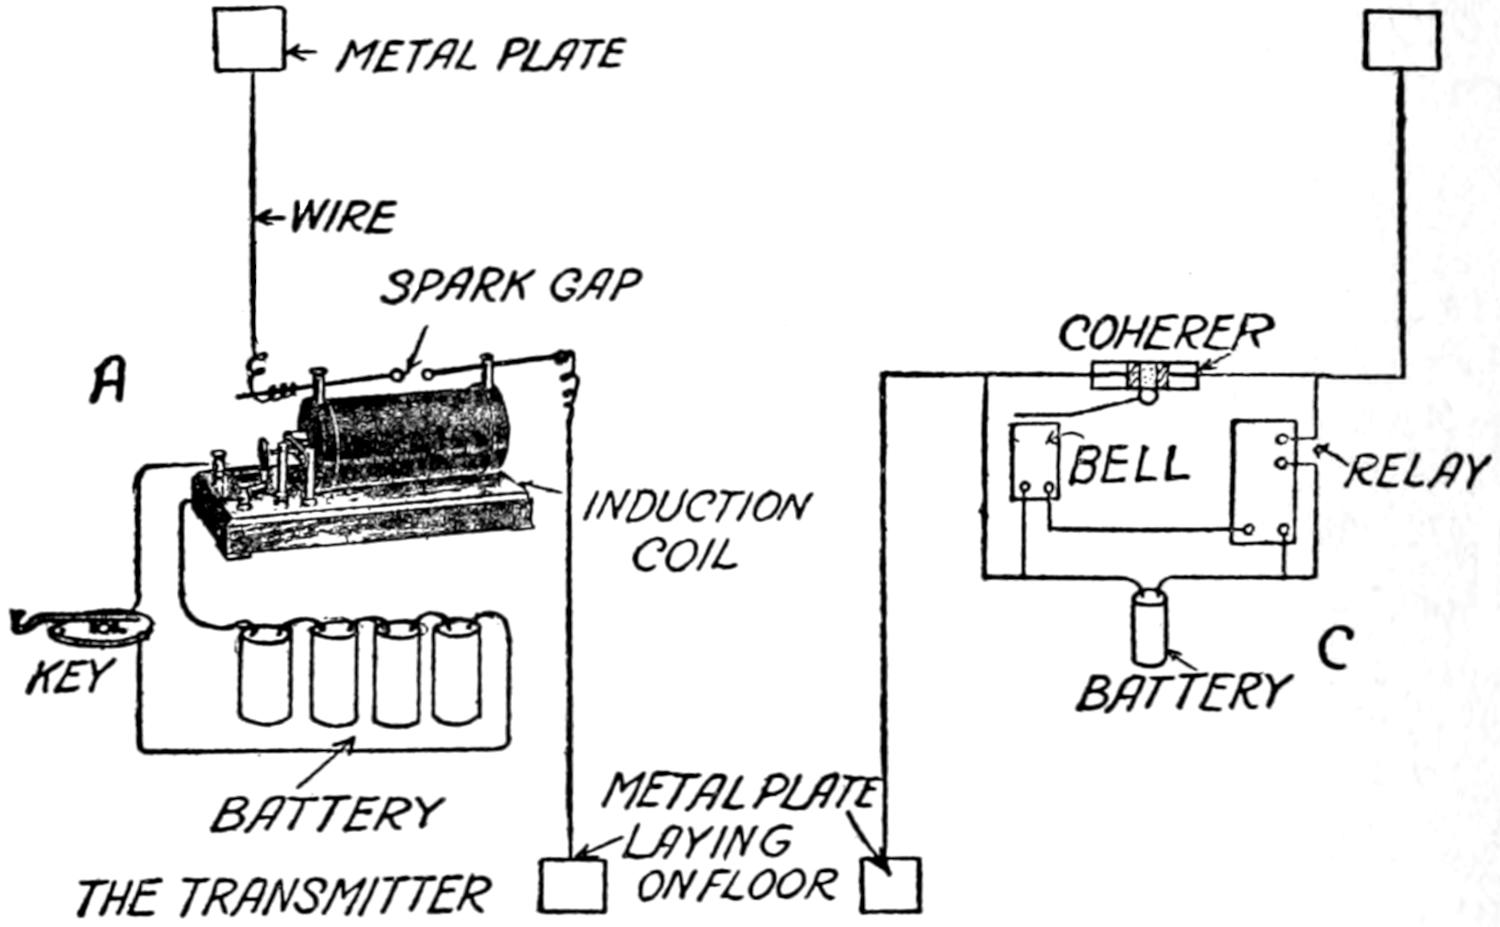 METAL PLATE
WIRE
SPARK GAP
A
INDUCTION
COIL
KEY
BATTERY
THE TRANSMITTER
COHERER
BELL
RELAY
BATTERY
C
METAL PLATE
LAYING
ON FLOOR